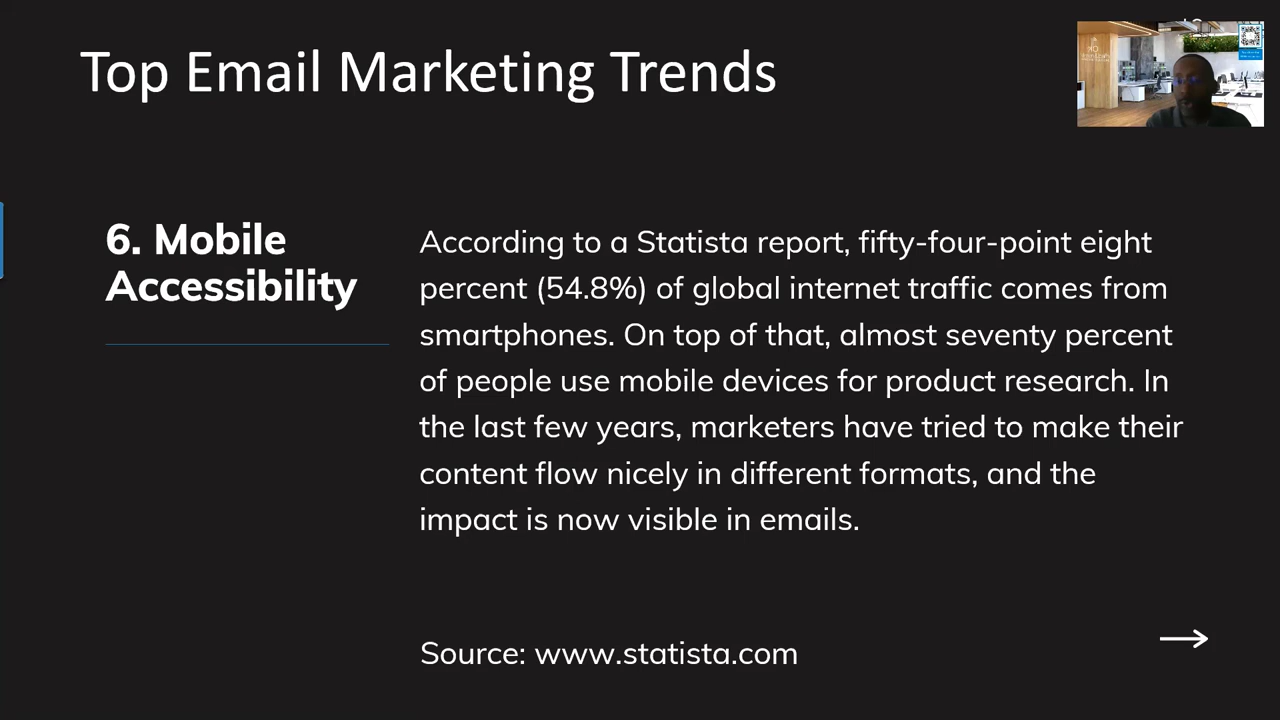 Top Email Marketing Trends
6. Mobile
Accessibility
According to a Statista report, fifty-four-point eight
percent (54.8%) of global internet traffic comes from
smartphones. On top of that, almost seventy percent
of people use mobile devices for product research. In
the last few years, marketers have tried to make their
content flow nicely in different formats, and the
impact is now visible in emails.
Source: www.statista.com